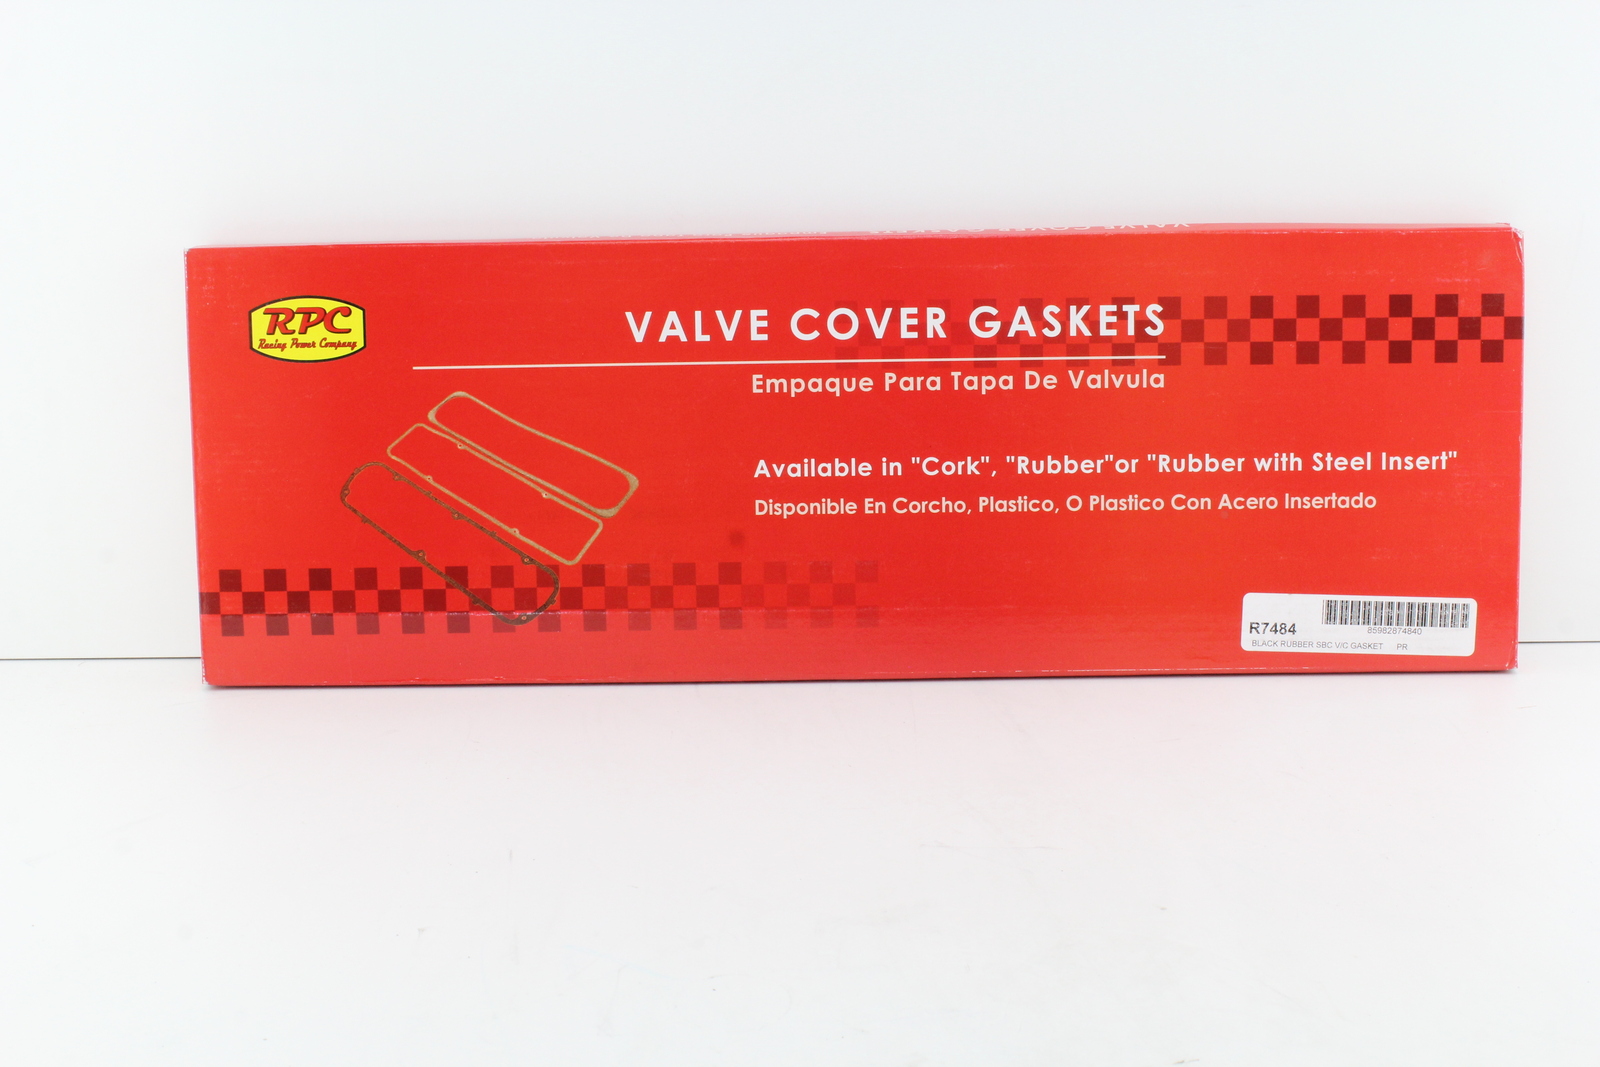 RPC
Racing Power Company
VALVE COVER GASKETS
Empaque Para Tapa De Valvula
Available in "Cork", "Rubber"or "Rubber with Steel Insert"
Disponible En Corcho, Plastico, O Plastico Con Acero Insertado
R7484
85982874840
BLACK RUBBER SBC V/C GASKET PR